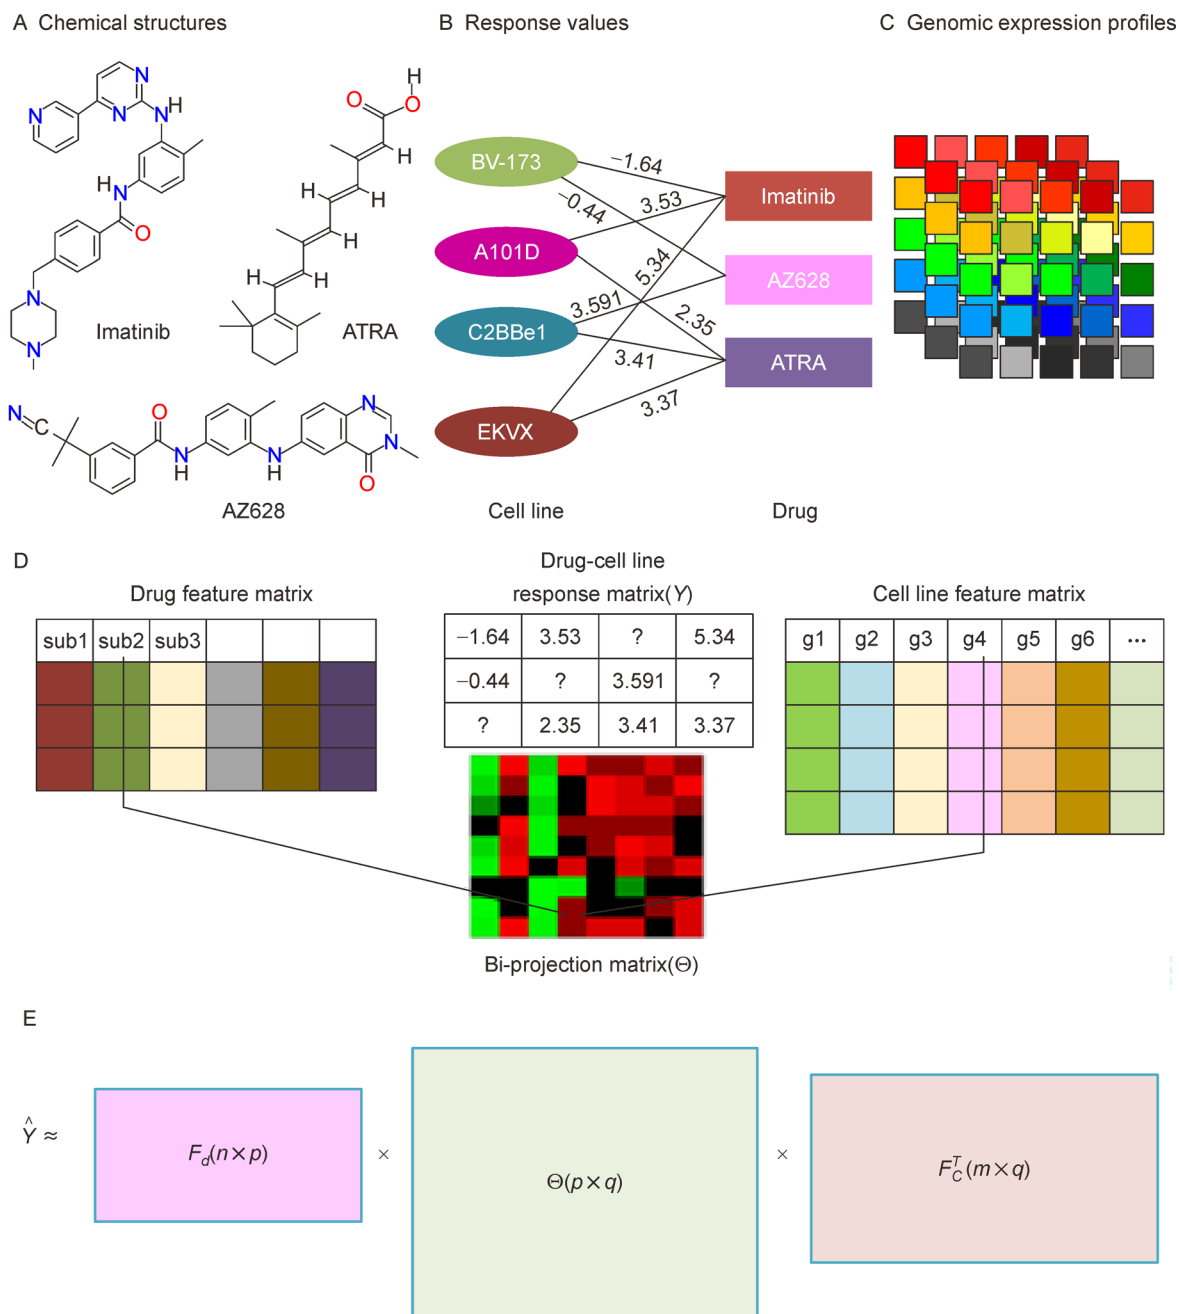 A Chemical structures
N
N
N
N
H
N
H
O
N
N
Imatinib
H
O
O
H
H
H
H
H
ATRA
N
C
O
N
H
N
H
N
N
O
AZ628
B Response values
BV-173
A101D
C2BBe1
EKVX
−1.64
3.53
−0.44
5.34
3.591
2.35
3.41
3.37
Imatinib
AZ628
ATRA
Cell line
Drug
C Genomic expression profiles
D
Drug feature matrix
sub1 sub2 sub3
Drug-cell line
response matrix(Y)
−1.64 3.53 ? 5.34
−0.44 ? 3.591 ?
? 2.35 3.41 3.37
Bi-projection matrix(Θ)
Cell line feature matrix
g1 g2 g3 g4 g5 g6 ...
E
Ŷ ≈ F_d(n×p) × Θ(p×q) × F_C^T(m×q)